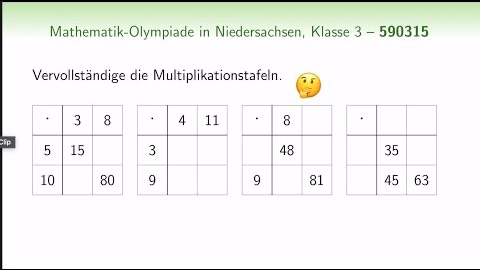 Mathematik-Olympiade in Niedersachsen, Klasse 3 – 590315
Vervollständige die Multiplikationstafeln.
· 3 8 · 4 11 · 8 ·
Clip 5 15 3 48 35
10 80 9 9 81 45 63